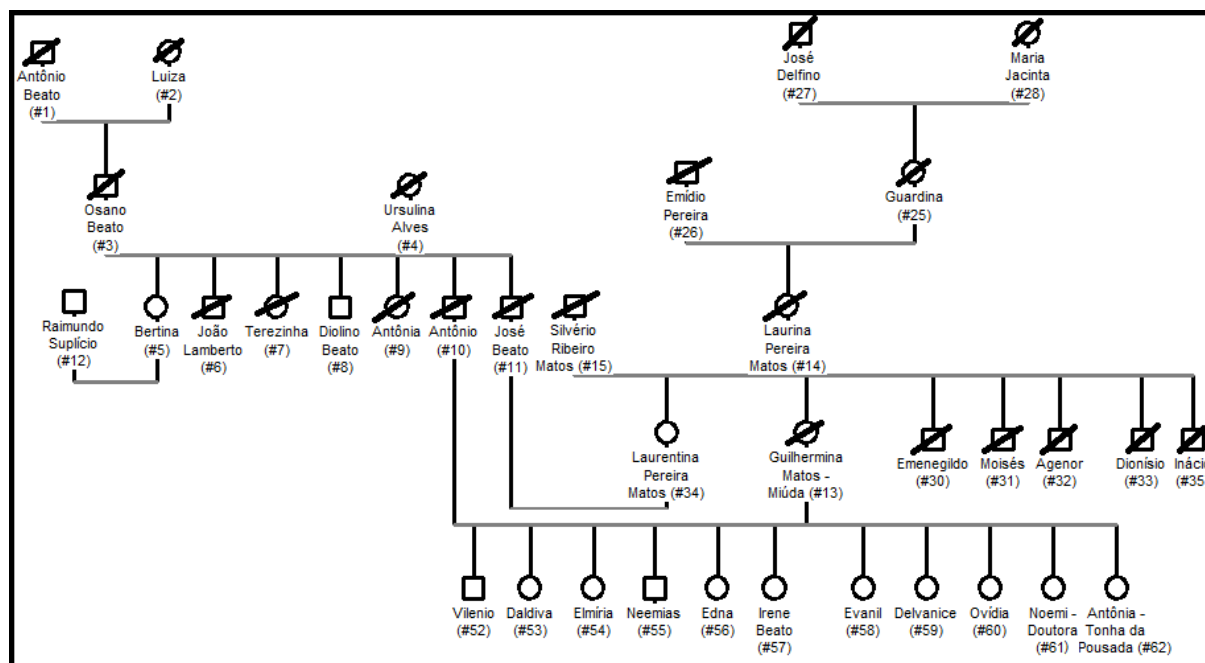 Antônio
Beato
(#1)
Luiza
(#2)
José
Delfino
(#27)
Maria
Jacinta
(#28)
Osano
Beato
(#3)
Ursulina
Alves
(#4)
Emídio
Pereira
(#26)
Guardina
(#25)
Raimundo
Suplício
(#12)
Bertina
(#5)
João
Lamberto
(#6)
Terezinha
(#7)
Diolino
Beato
(#8)
Antônia
(#9)
Antônio
(#10)
José
Beato
(#11)
Silvério
Ribeiro
Matos (#15)
Laurina
Pereira
Matos (#14)
Laurentina
Pereira
Matos (#34)
Guilhermina
Matos -
Miúda (#13)
Emenegildo
(#30)
Moisés
(#31)
Agenor
(#32)
Dionísio
(#33)
Inácio
(#35
Vilenio
(#52)
Daldiva
(#53)
Elmíria
(#54)
Neemias
(#55)
Edna
(#56)
Irene
Beato
(#57)
Evanil
(#58)
Delvanice
(#59)
Ovídia
(#60)
Noemi -
Doutora
(#61)
Antônia -
Tonha da
Pousada (#62)